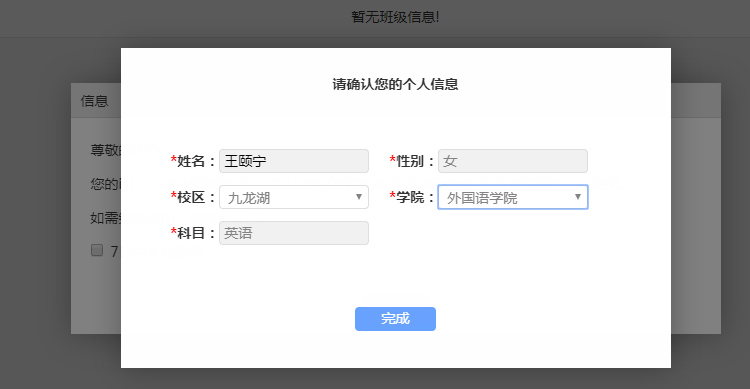 暂无班级信息!
请确认您的个人信息
信息
尊敬
*姓名：王颐宁 *性别：女
您的
*校区：九龙湖 *学院：外国语学院
如需
*科目：英语
7
完成